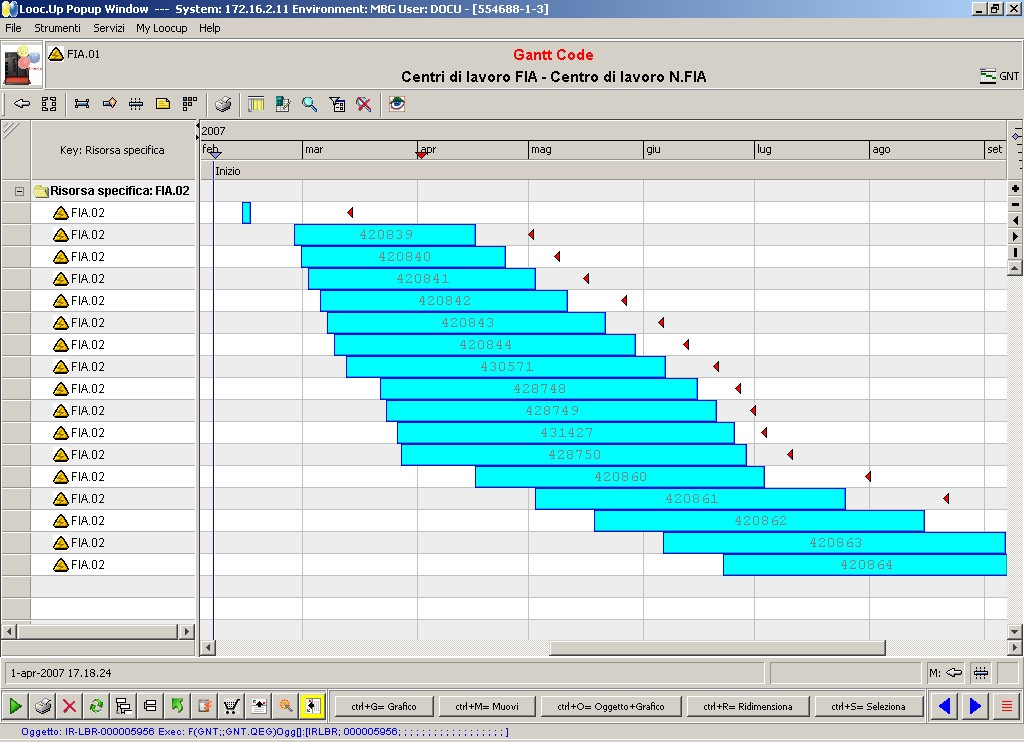 Looc.Up Popup Window --- System: 172.16.2.11 Environment: MBG User: DOCU - [554688-1-3]
File Strumenti Servizi My Loocup Help
FIA.01
Gantt Code
Centri di lavoro FIA - Centro di lavoro N.FIA
GNT
Key: Risorsa specifica
2007
feb mar apr mag giu lug ago set
Inizio
Risorsa specifica: FIA.02
FIA.02
FIA.02 420839
FIA.02 420840
FIA.02 420841
FIA.02 420842
FIA.02 420843
FIA.02 420844
FIA.02 430571
FIA.02 428748
FIA.02 428749
FIA.02 431427
FIA.02 428750
FIA.02 420860
FIA.02 420861
FIA.02 420862
FIA.02 420863
FIA.02 420864
1-apr-2007 17.18.24
M:
ctrl+G= Grafico ctrl+M= Muovi ctrl+O= Oggetto+Grafico ctrl+R= Ridimensiona ctrl+S= Seleziona
Oggetto: IR-LBR-000005956 Exec: F(GNT;;GNT.QEG)Ogg[]:[IRLBR; 000005956; ; ; ; ; ; ; ; ; ; ; ; ; ; ; ; ; ; ]